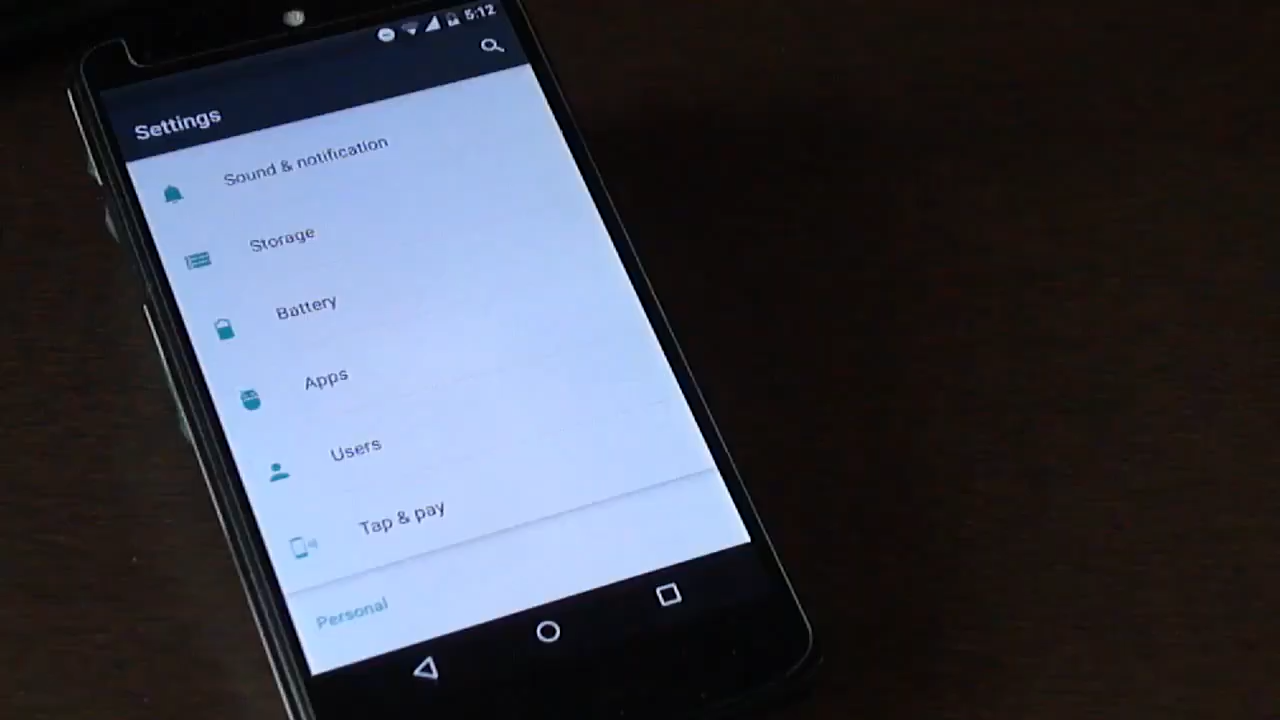 5:12
Settings
Sound & notification
Storage
Battery
Apps
Users
Tap & pay
Personal